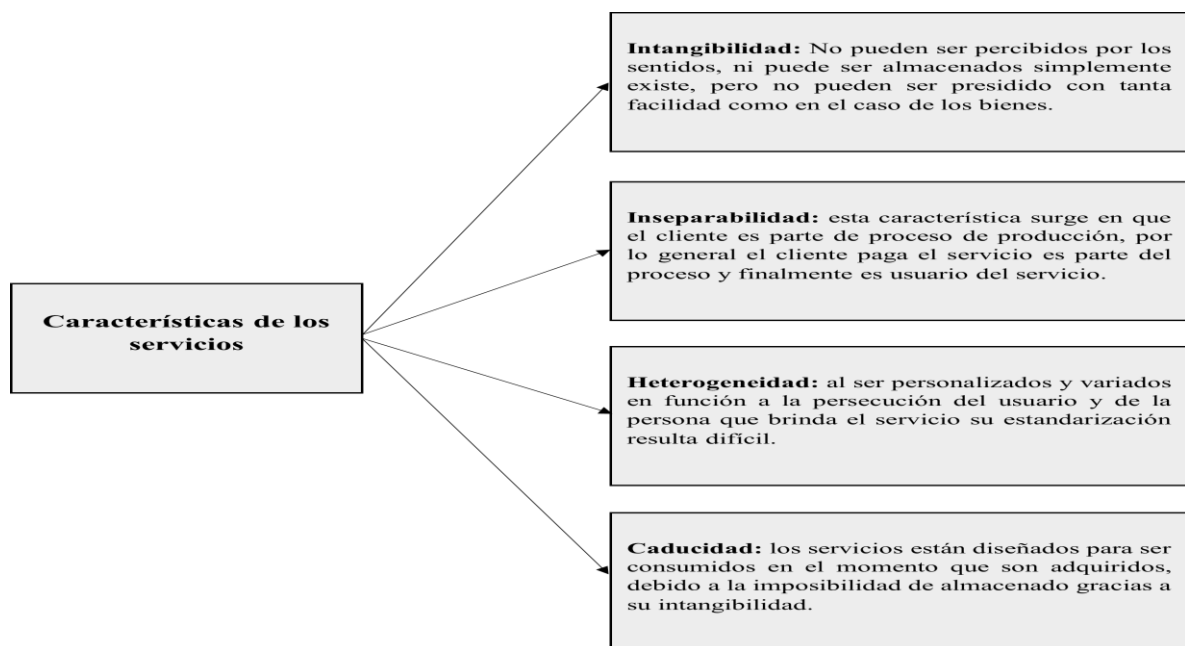 Características de los
servicios
Intangibilidad: No pueden ser percibidos por los
sentidos, ni puede ser almacenados simplemente
existe, pero no pueden ser presidido con tanta
facilidad como en el caso de los bienes.
Inseparabilidad: esta característica surge en que
el cliente es parte de proceso de producción, por
lo general el cliente paga el servicio es parte del
proceso y finalmente es usuario del servicio.
Heterogeneidad: al ser personalizados y variados
en función a la persecución del usuario y de la
persona que brinda el servicio su estandarización
resulta difícil.
Caducidad: los servicios están diseñados para ser
consumidos en el momento que son adquiridos,
debido a la imposibilidad de almacenado gracias a
su intangibilidad.